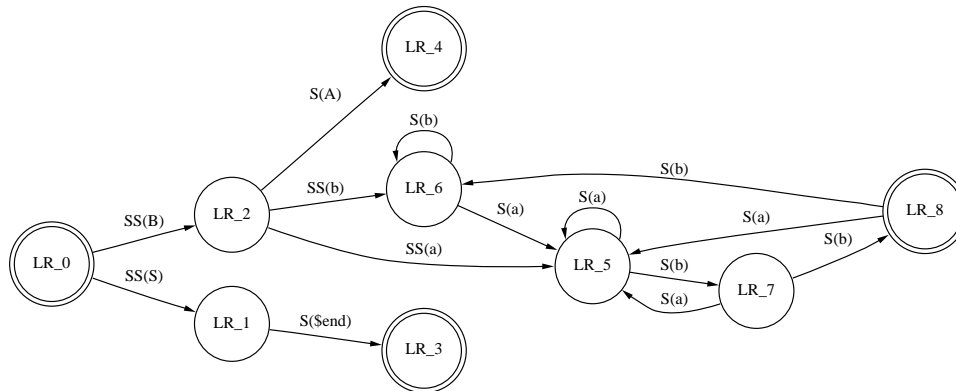 LR_4
S(A)
S(b)
LR_6
SS(b)
S(b)
LR_2
SS(B)
S(a)
S(a)
LR_8
S(a)
S(b)
SS(a)
LR_0
LR_5
S(b)
SS(S)
S(a)
LR_7
LR_1
S($end)
LR_3